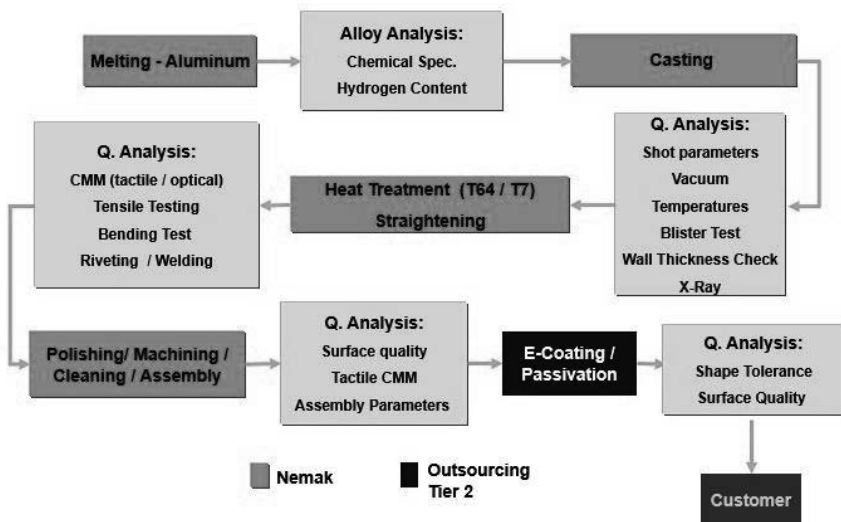 Melting - Aluminum
Alloy Analysis:
Chemical Spec.
Hydrogen Content
Casting
Q. Analysis:
Shot parameters
Vacuum
Temperatures
Blister Test
Wall Thickness Check
X-Ray
Heat Treatment (T64 / T7)
Straightening
Q. Analysis:
CMM (tactile / optical)
Tensile Testing
Bending Test
Riveting / Welding
Polishing/ Machining /
Cleaning / Assembly
Q. Analysis:
Surface quality
Tactile CMM
Assembly Parameters
E-Coating /
Passivation
Q. Analysis:
Shape Tolerance
Surface Quality
Customer
Nemak
Outsourcing
Tier 2